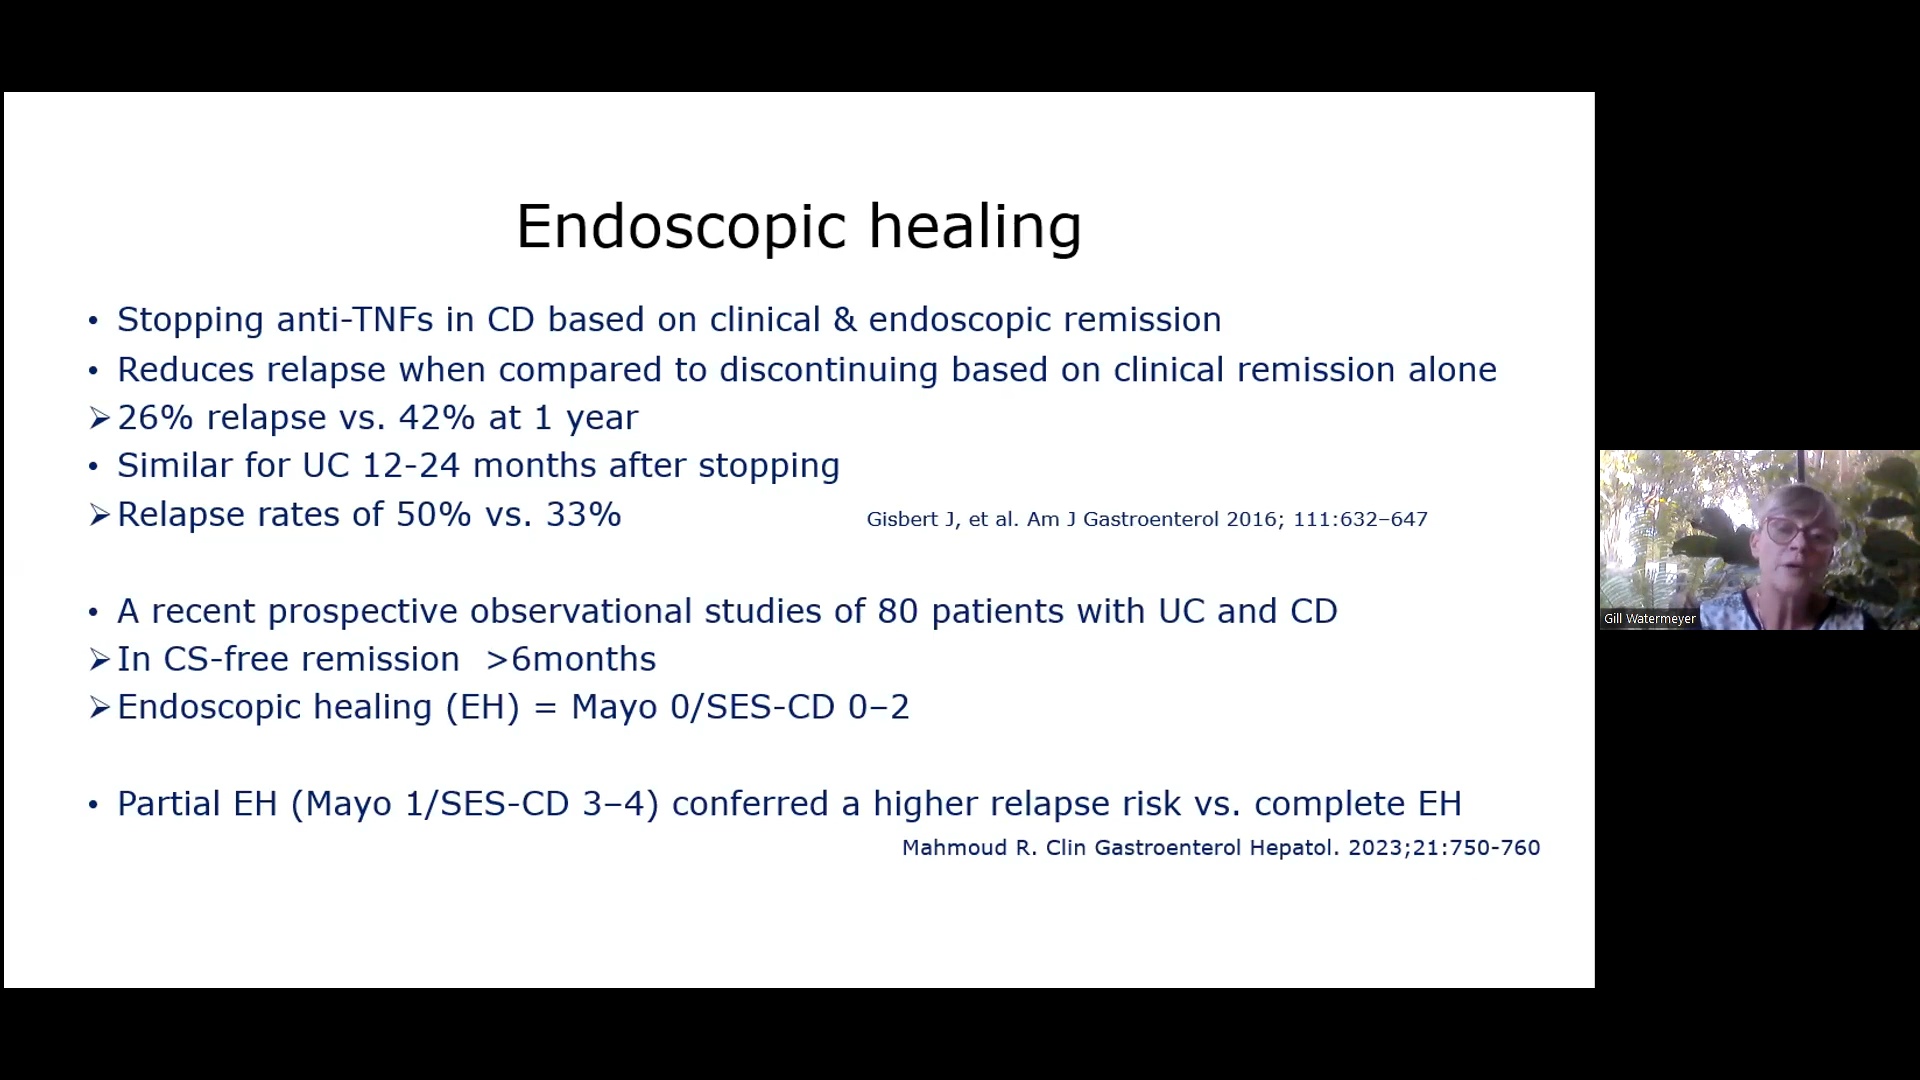 Endoscopic healing
• Stopping anti-TNFs in CD based on clinical & endoscopic remission
• Reduces relapse when compared to discontinuing based on clinical remission alone
➢26% relapse vs. 42% at 1 year
• Similar for UC 12-24 months after stopping
➢Relapse rates of 50% vs. 33%
Gisbert J, et al. Am J Gastroenterol 2016; 111:632–647
• A recent prospective observational studies of 80 patients with UC and CD
➢In CS-free remission >6months
➢Endoscopic healing (EH) = Mayo 0/SES-CD 0–2
• Partial EH (Mayo 1/SES-CD 3–4) conferred a higher relapse risk vs. complete EH
Mahmoud R. Clin Gastroenterol Hepatol. 2023;21:750-760
Gill Watermeyer